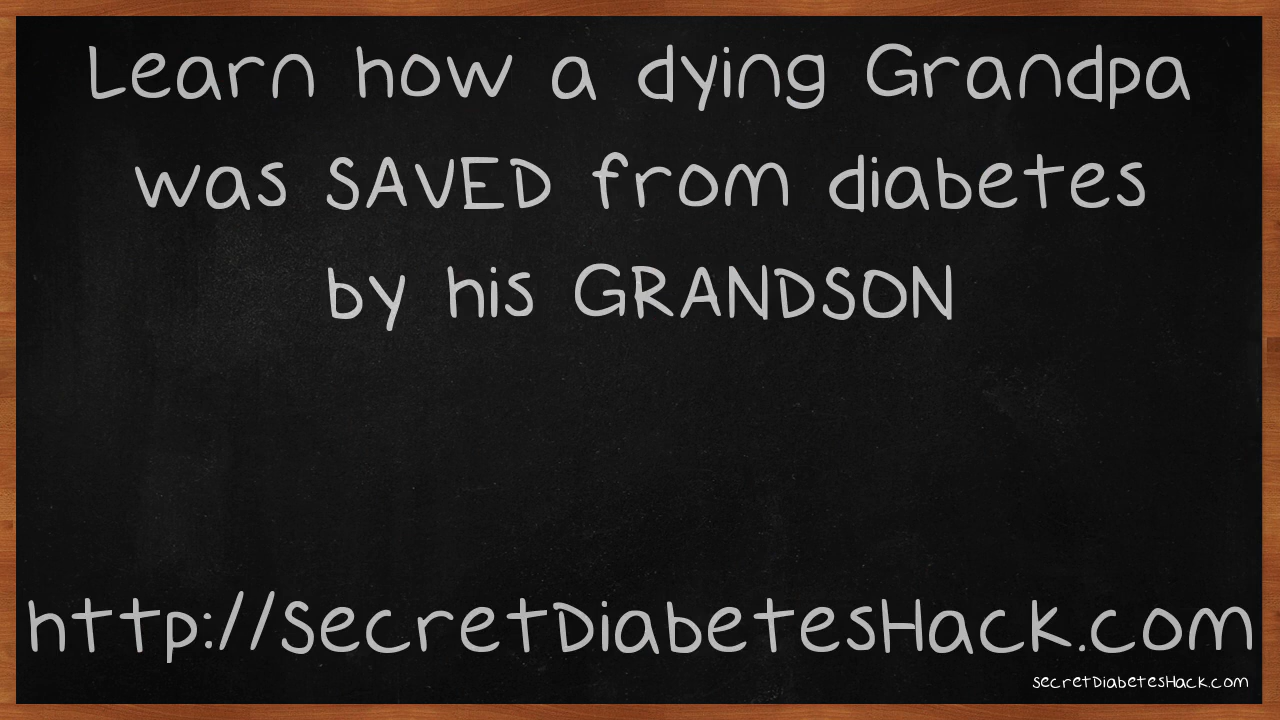 Learn how a dying Grandpa
was SAVED from diabetes
by his GRANDSON
http://SecretDiabetesHack.com
SecretDiabetesHack.com